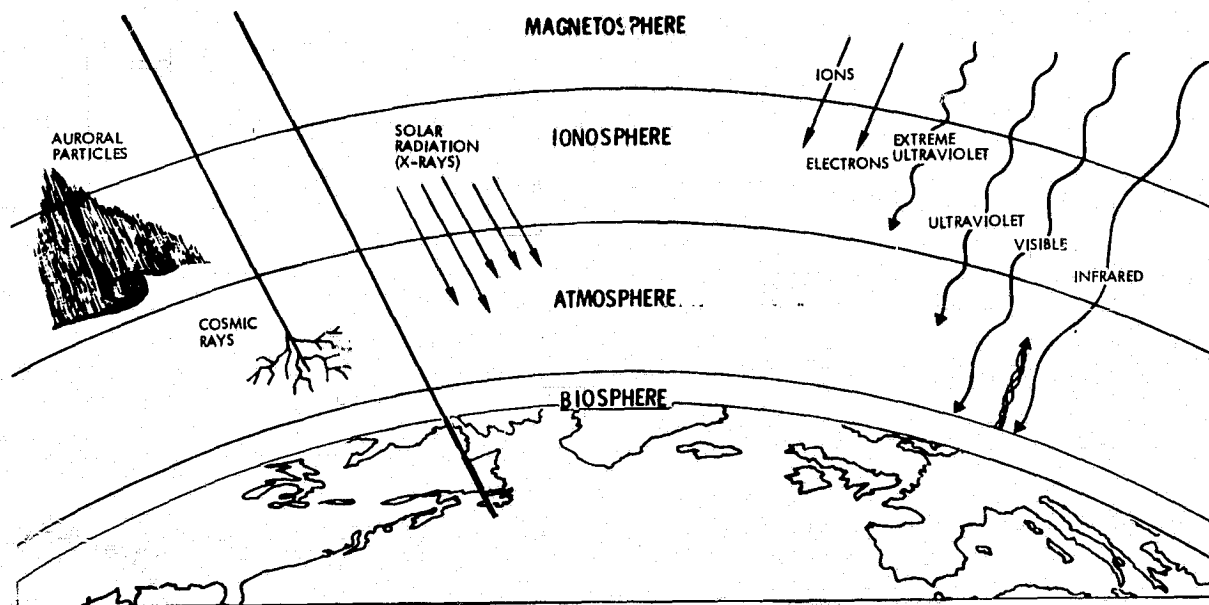 MAGNETOSPHERE
IONS
AURORAL
PARTICLES
SOLAR
RADIATION
(X-RAYS)
IONOSPHERE
ELECTRONS
EXTREME
ULTRAVIOLET
ULTRAVIOLET
VISIBLE
INFRARED
ATMOSPHERE
COSMIC
RAYS
BIOSPHERE